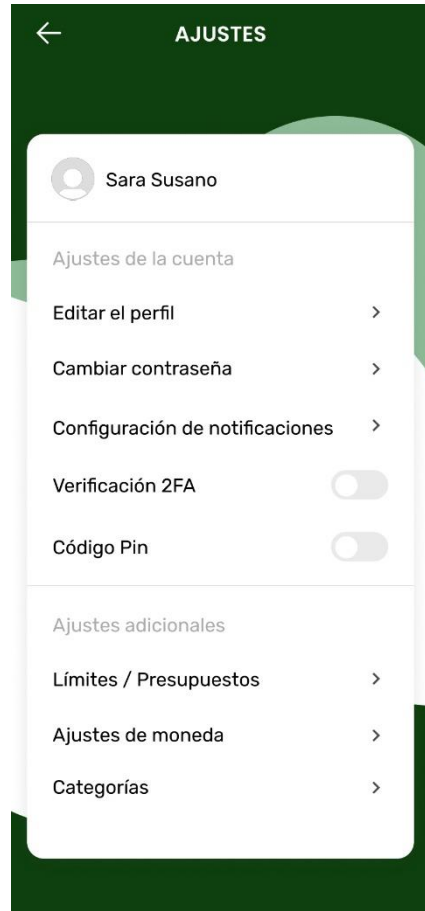 AJUSTES
Sara Susano
Ajustes de la cuenta
Editar el perfil
Cambiar contraseña
Configuración de notificaciones
Verificación 2FA
Código Pin
Ajustes adicionales
Límites / Presupuestos
Ajustes de moneda
Categorías